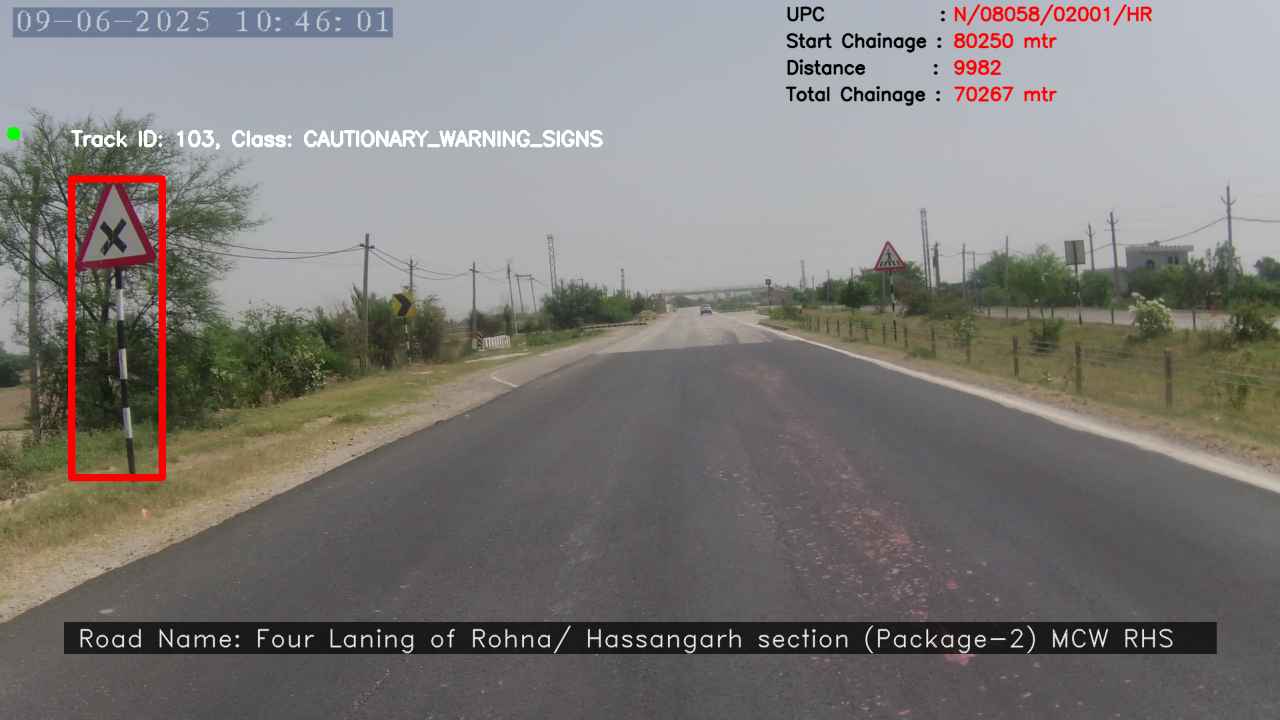 09-06-2025 10:46:01
UPC : N/08058/02001/HR
Start Chainage : 80250 mtr
Distance : 9982
Total Chainage : 70267 mtr
Track ID: 103, Class: CAUTIONARY_WARNING_SIGNS
Road Name: Four Laning of Rohna/ Hassangarh section (Package-2) MCW RHS